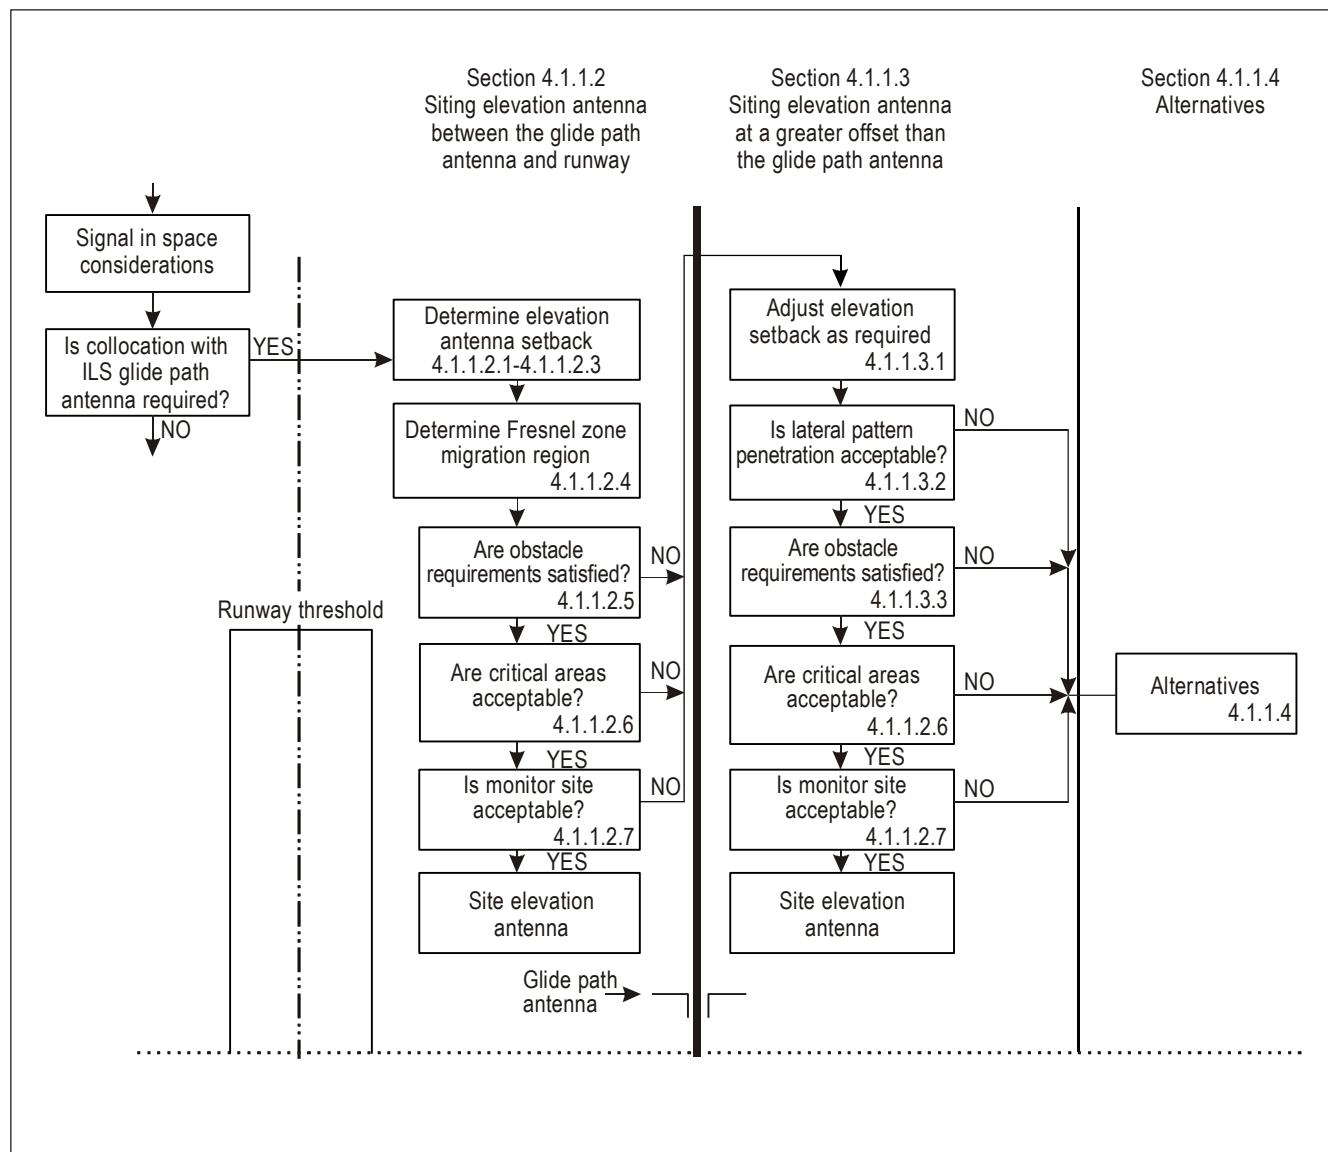 Section 4.1.1.2
Siting elevation antenna
between the glide path
antenna and runway
Section 4.1.1.3
Siting elevation antenna
at a greater offset than
the glide path antenna
Section 4.1.1.4
Alternatives
Signal in space
considerations
Is collocation with
ILS glide path
antenna required?
YES
NO
Runway threshold
Determine elevation
antenna setback
4.1.1.2.1-4.1.1.2.3
Determine Fresnel zone
migration region
4.1.1.2.4
Are obstacle
requirements satisfied?
4.1.1.2.5
NO
YES
Are critical areas
acceptable?
4.1.1.2.6
NO
YES
Is monitor site
acceptable?
4.1.1.2.7
NO
YES
Site elevation
antenna
Glide path
antenna
Adjust elevation
setback as required
4.1.1.3.1
Is lateral pattern
penetration acceptable?
4.1.1.3.2
NO
YES
Are obstacle
requirements satisfied?
4.1.1.3.3
NO
YES
Are critical areas
acceptable?
4.1.1.2.6
NO
YES
Is monitor site
acceptable?
4.1.1.2.7
NO
YES
Site elevation
antenna
Alternatives
4.1.1.4